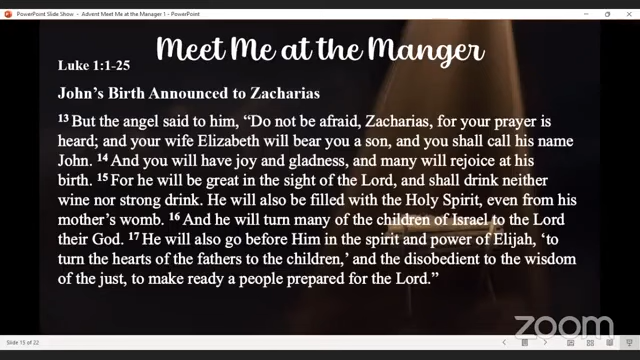 PowerPoint Slide Show - Advent Meet Me at the Manager 1 - PowerPoint
Meet Me at the Manger
Luke 1:1-25
John’s Birth Announced to Zacharias
13 But the angel said to him, “Do not be afraid, Zacharias, for your prayer is
heard; and your wife Elizabeth will bear you a son, and you shall call his name
John. 14 And you will have joy and gladness, and many will rejoice at his
birth. 15 For he will be great in the sight of the Lord, and shall drink neither
wine nor strong drink. He will also be filled with the Holy Spirit, even from his
mother’s womb. 16 And he will turn many of the children of Israel to the Lord
their God. 17 He will also go before Him in the spirit and power of Elijah, ‘to
turn the hearts of the fathers to the children,’ and the disobedient to the wisdom
of the just, to make ready a people prepared for the Lord.”
zoom
Slide 15 of 22